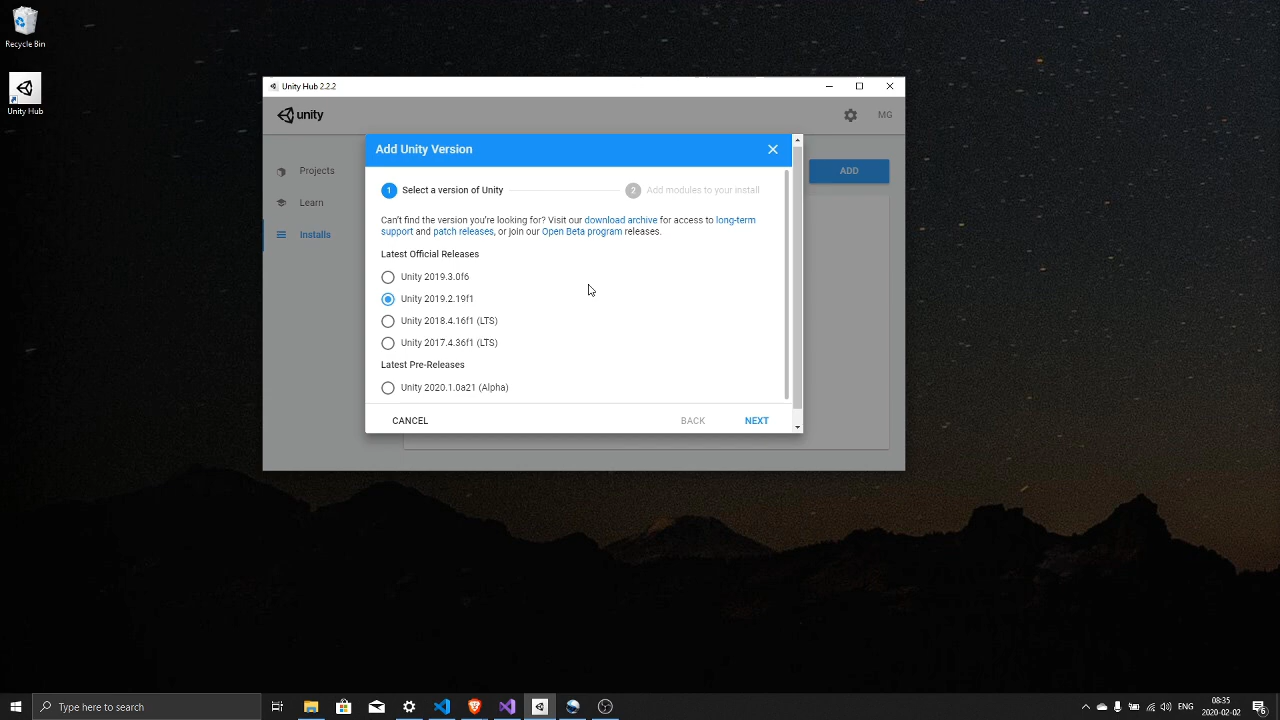 Recycle Bin
Unity Hub
Unity Hub 2.2.2
unity
MG
Projects
Learn
Installs
ADD
Add Unity Version
1 Select a version of Unity
2 Add modules to your install
Can't find the version you're looking for? Visit our download archive for access to long-term
support and patch releases, or join our Open Beta program releases.
Latest Official Releases
Unity 2019.3.0f6
Unity 2019.2.19f1
Unity 2018.4.16f1 (LTS)
Unity 2017.4.36f1 (LTS)
Latest Pre-Releases
Unity 2020.1.0a21 (Alpha)
CANCEL
BACK
NEXT
Type here to search
ENG
08:35
2020-02-02